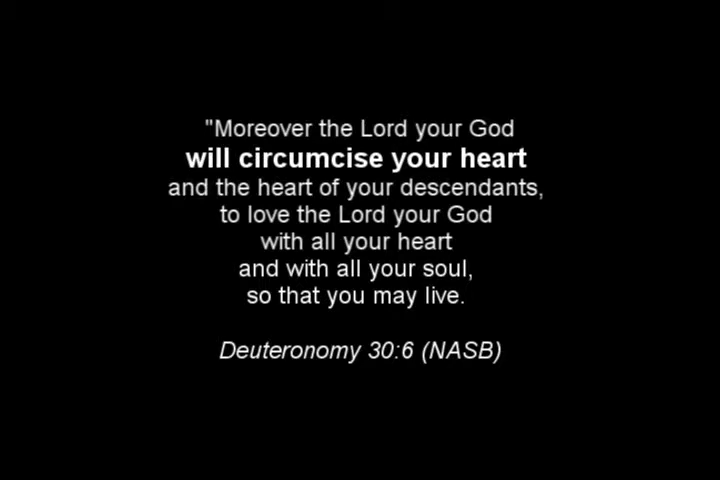 "Moreover the Lord your God
will circumcise your heart
and the heart of your descendants,
to love the Lord your God
with all your heart
and with all your soul,
so that you may live.
Deuteronomy 30:6 (NASB)